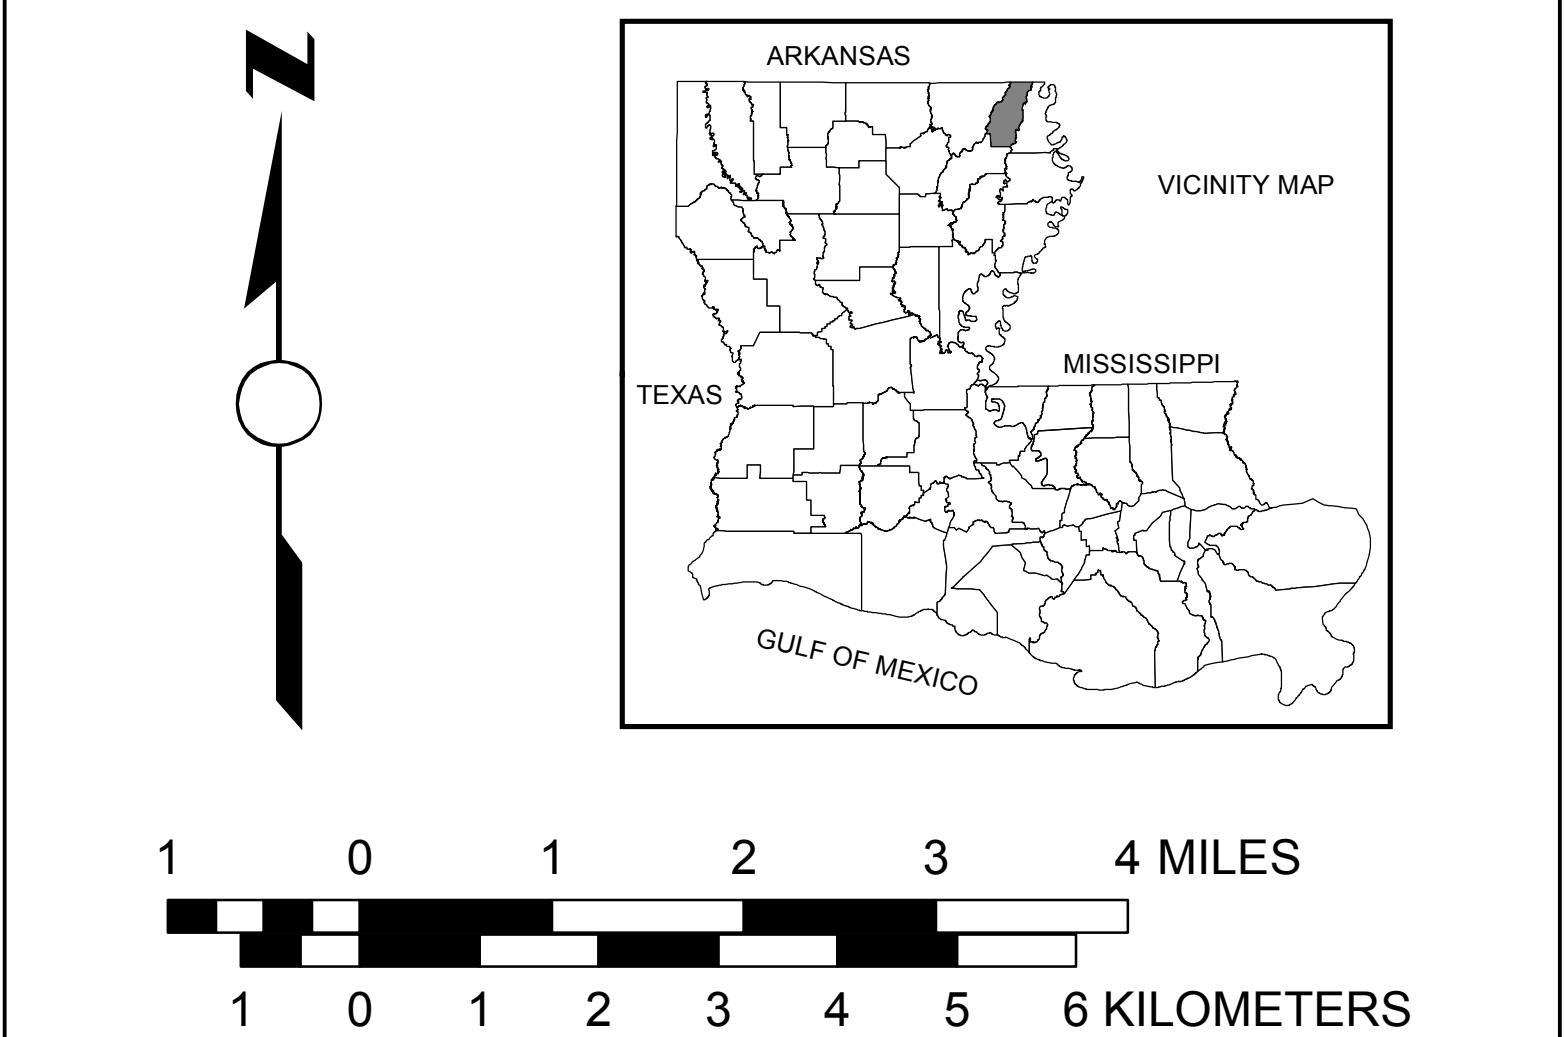 N
ARKANSAS
VICINITY MAP
MISSISSIPPI
TEXAS
GULF OF MEXICO
1 0 1 2 3 4 MILES
1 0 1 2 3 4 5 6 KILOMETERS